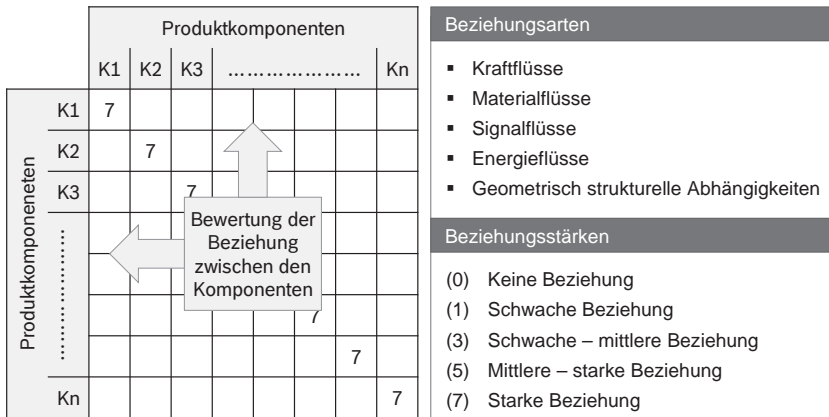 Produktkomponenten
K1 K2 K3 ………………… Kn
Produktkomponeneten
K1 7
K2 7
K3 7
…………………
Bewertung der
Beziehung
zwischen den
Komponenten
7
7
Kn 7
Beziehungsarten
▪ Kraftflüsse
▪ Materialflüsse
▪ Signalflüsse
▪ Energieflüsse
▪ Geometrisch strukturelle Abhängigkeiten
Beziehungsstärken
(0) Keine Beziehung
(1) Schwache Beziehung
(3) Schwache – mittlere Beziehung
(5) Mittlere – starke Beziehung
(7) Starke Beziehung